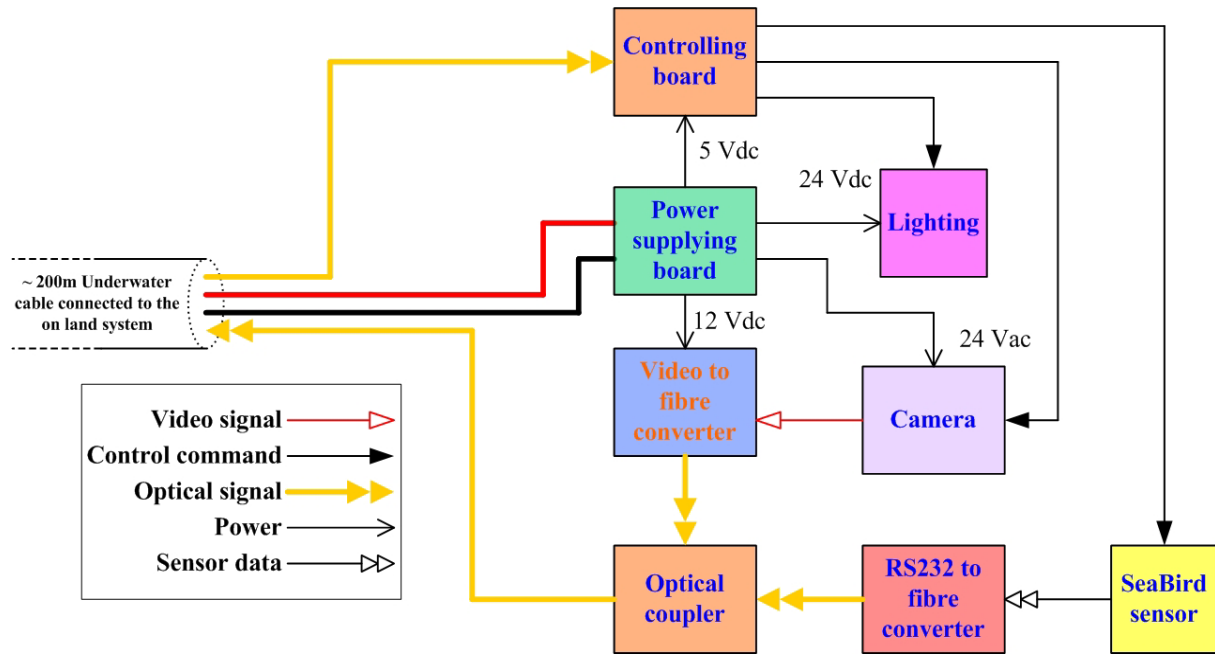 Controlling
board
5 Vdc
24 Vdc
Power
supplying
board
Lighting
~ 200m Underwater
cable connected to the
on land system
12 Vdc
24 Vac
Video to
fibre
converter
Camera
Video signal
Control command
Optical signal
Power
Sensor data
Optical
coupler
RS232 to
fibre
converter
SeaBird
sensor